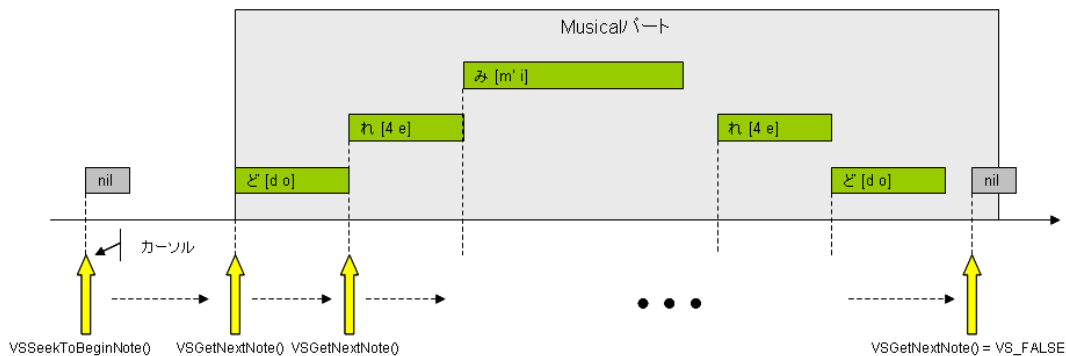 Musicalパート
み [m' i]
れ [4 e]
れ [4 e]
nil
ど [d o]
ど [d o]
nil
カーソル
VSSeekToBeginNote()
VSGetNextNote()
VSGetNextNote()
VSGetNextNote() = VS_FALSE